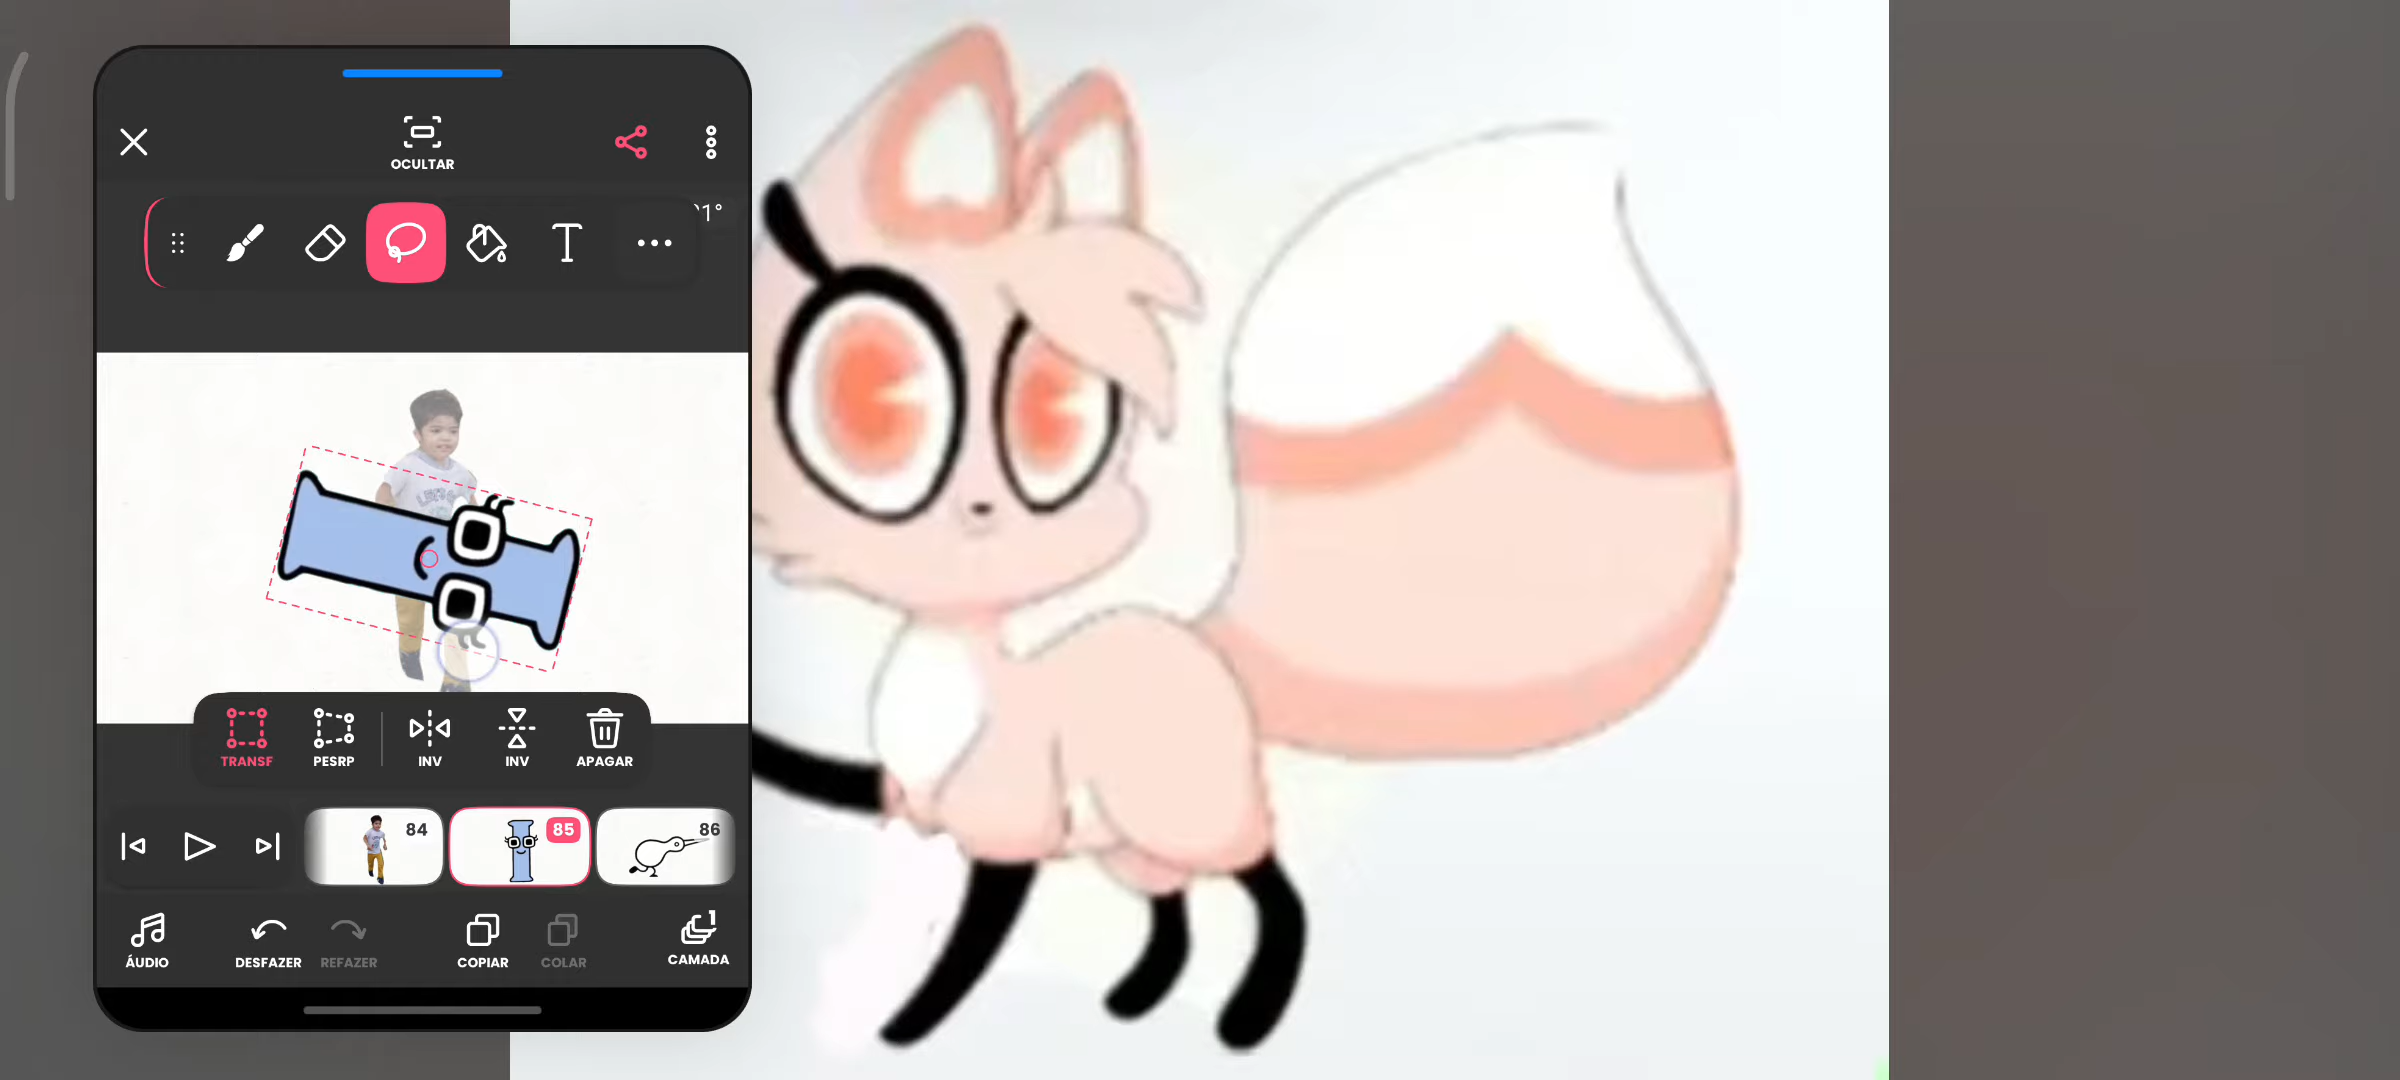 OCULTAR
1°
TRANSF
PESRP
INV
INV
APAGAR
84
85
86
ÁUDIO
DESFAZER
REFAZER
COPIAR
COLAR
CAMADA